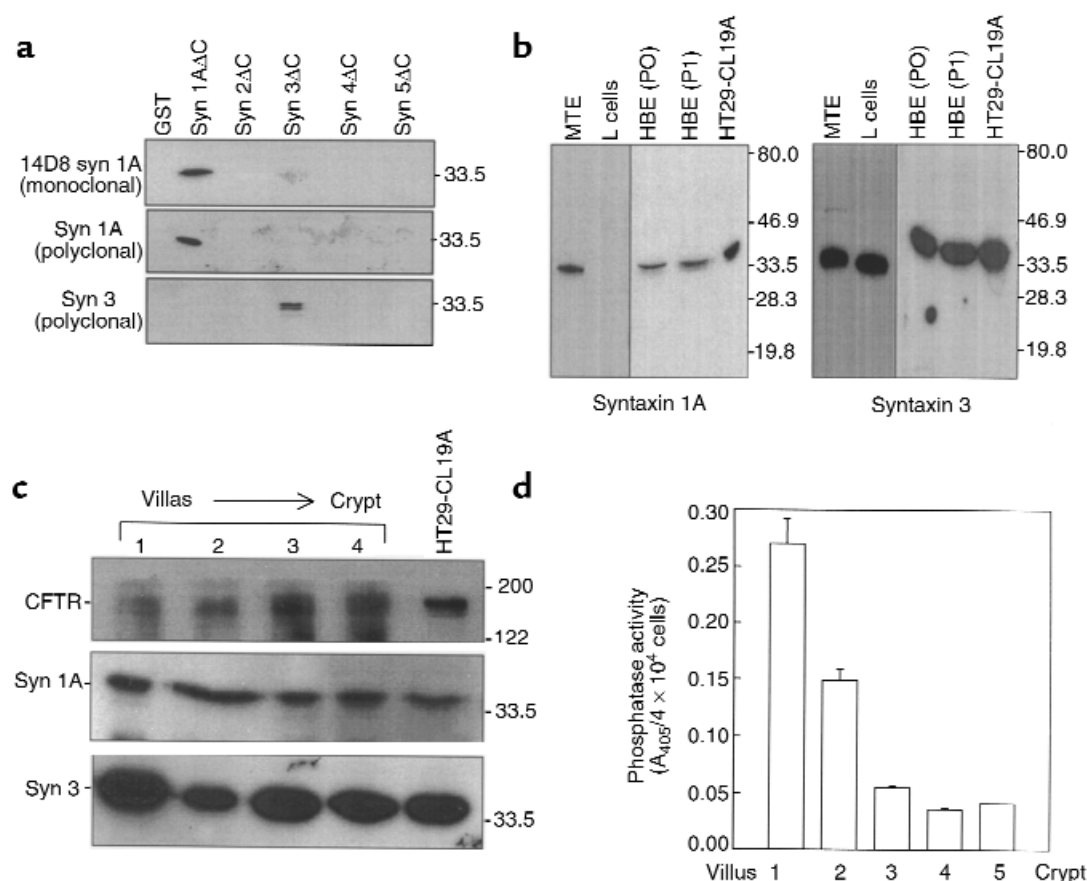 a
GST
Syn 1AΔC
Syn 2ΔC
Syn 3ΔC
Syn 4ΔC
Syn 5ΔC
14D8 syn 1A
(monoclonal)
33.5
Syn 1A
(polyclonal)
33.5
Syn 3
(polyclonal)
33.5
b
MTE
L cells
HBE (PO)
HBE (P1)
HT29-CL19A
80.0
46.9
33.5
28.3
19.8
Syntaxin 1A
MTE
L cells
HBE (PO)
HBE (P1)
HT29-CL19A
80.0
46.9
33.5
28.3
19.8
Syntaxin 3
c
Villas
Crypt
1 2 3 4
HT29-CL19A
CFTR
200
122
Syn 1A
33.5
Syn 3
33.5
d
Phosphatase activity
(A405/4 × 10⁴ cells)
0.30
0.25
0.20
0.15
0.10
0.05
0.00
Villus 1 2 3 4 5 Crypt